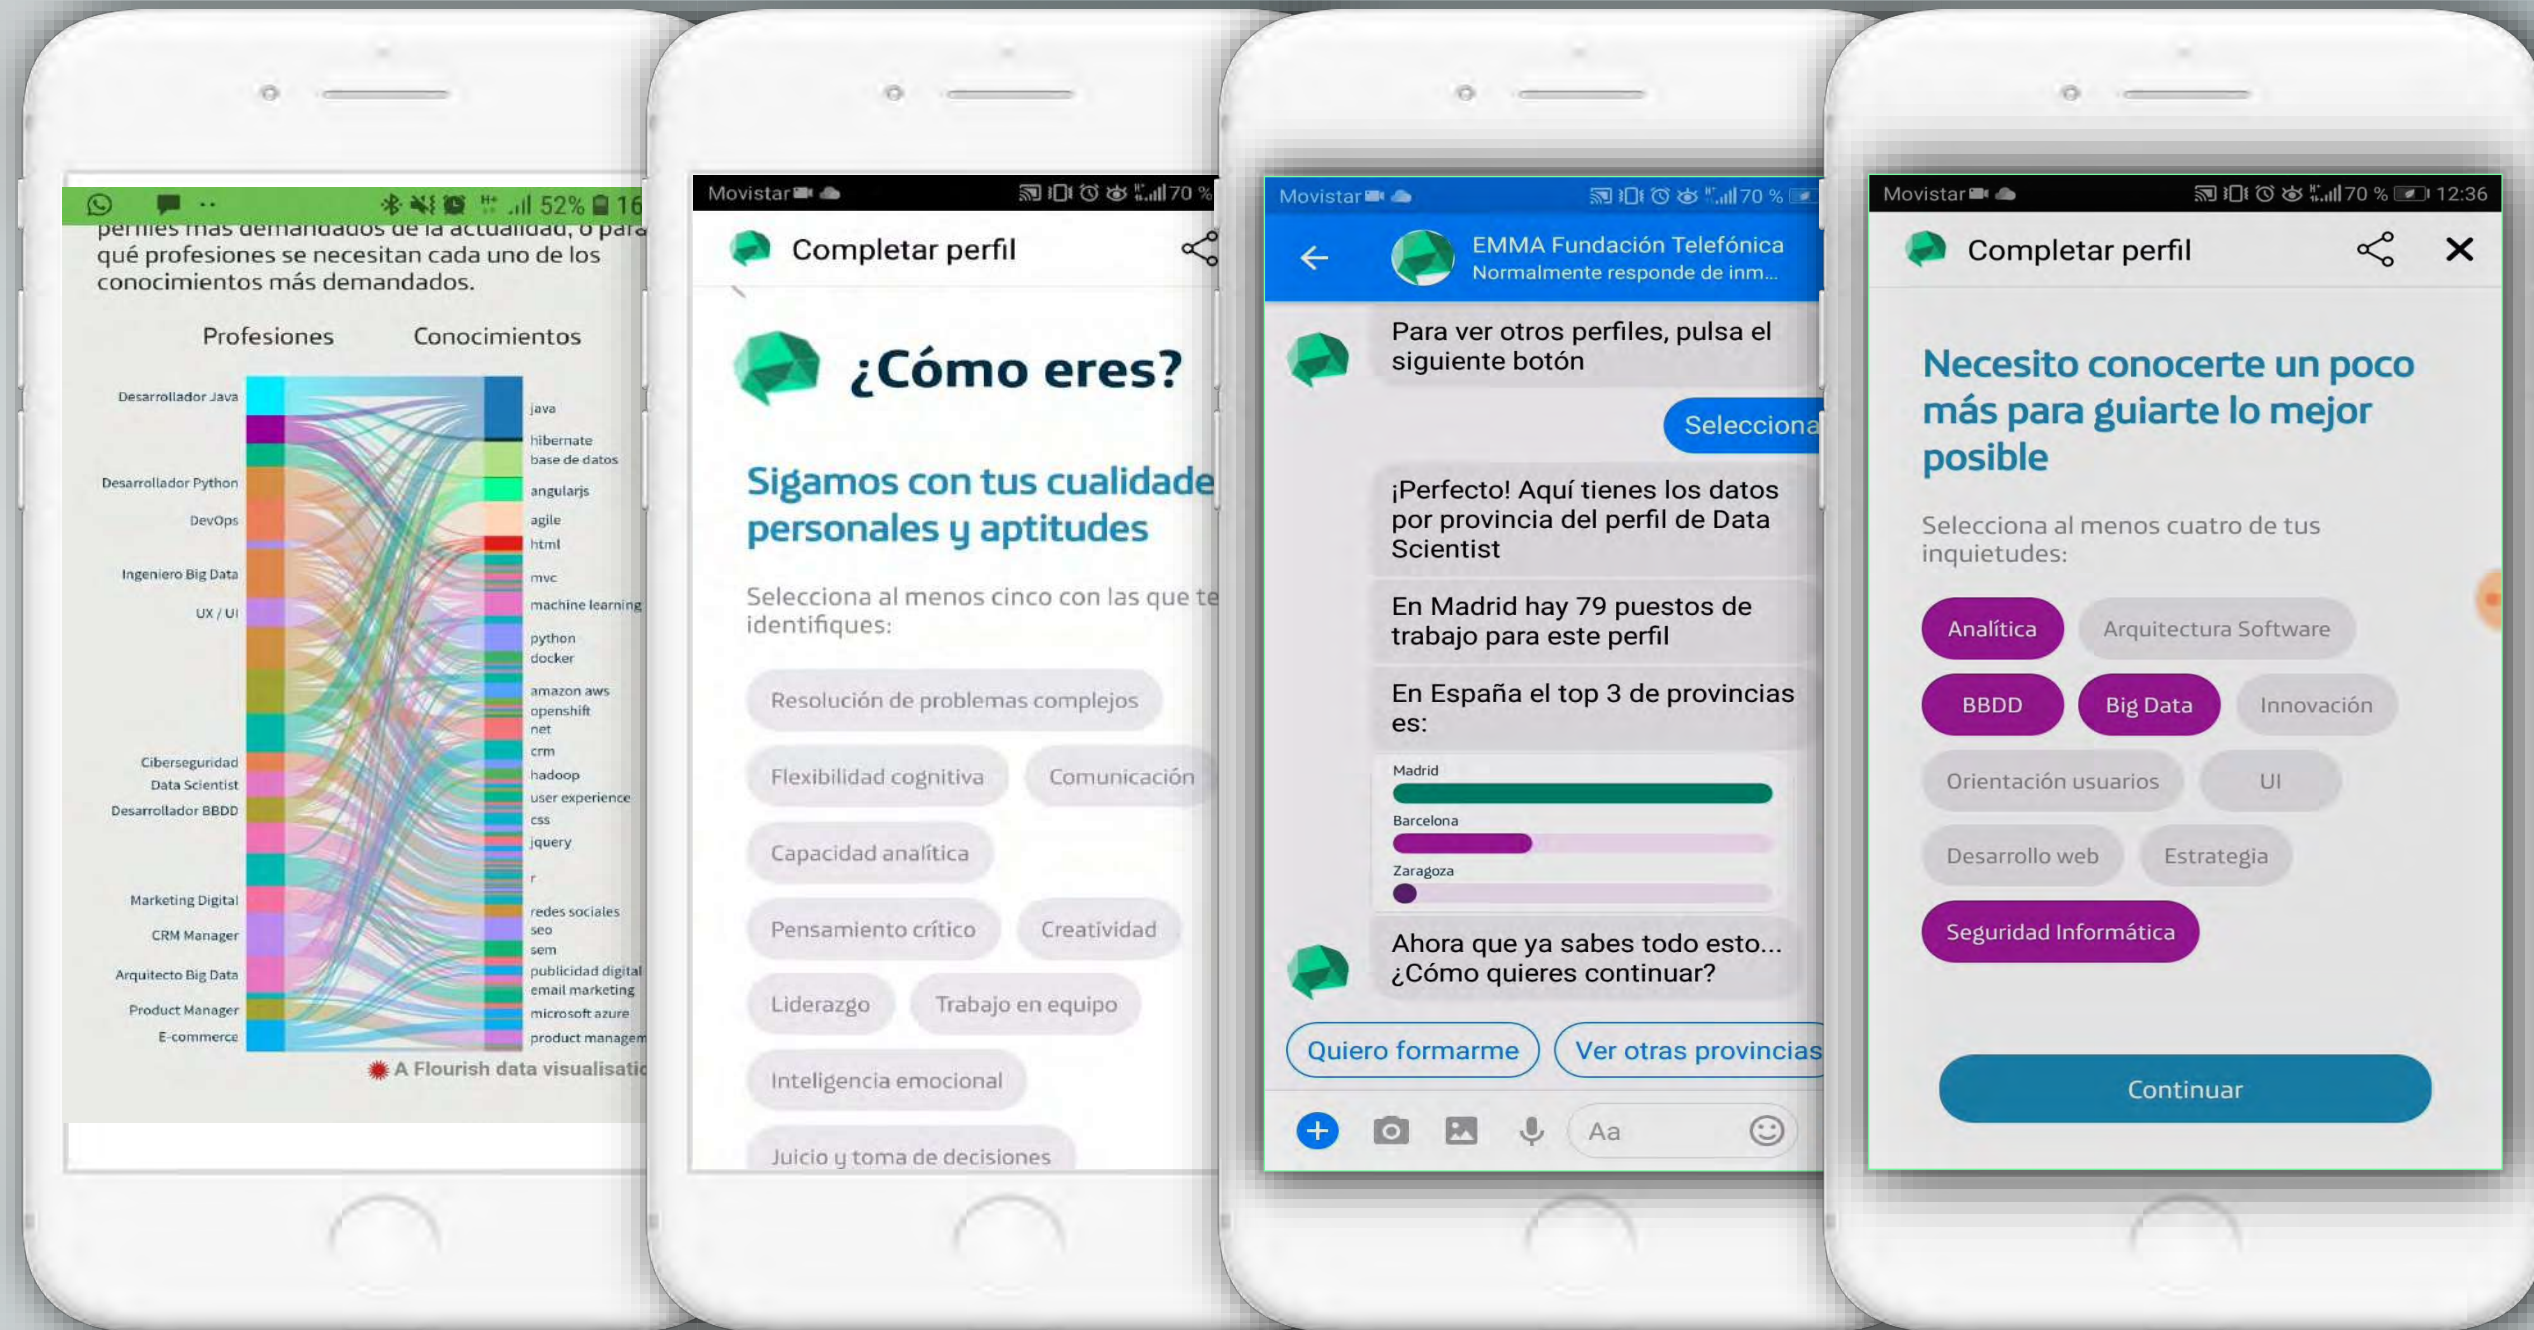 52% 16
perfiles más demandados de la actualidad, o para
qué profesiones se necesitan cada uno de los
conocimientos más demandados.
Profesiones Conocimientos
Desarrollador Java
Desarrollador Python
DevOps
Ingeniero Big Data
UX / UI
Ciberseguridad
Data Scientist
Desarrollador BBDD
Marketing Digital
CRM Manager
Arquitecto Big Data
Product Manager
E-commerce
java
hibernate
base de datos
angularjs
agile
html
mvc
machine learning
python
docker
amazon aws
openshift
net
crm
hadoop
user experience
css
jquery
r
redes sociales
seo
sem
publicidad digital
email marketing
microsoft azure
product managem
A Flourish data visualisatio
Movistar 70 %
Completar perfil
¿Cómo eres?
Sigamos con tus cualidade
personales y aptitudes
Selecciona al menos cinco con las que te
identifiques:
Resolución de problemas complejos
Flexibilidad cognitiva Comunicación
Capacidad analítica
Pensamiento crítico Creatividad
Liderazgo Trabajo en equipo
Inteligencia emocional
Juicio y toma de decisiones
Movistar 70 %
EMMA Fundación Telefónica
Normalmente responde de inm...
Para ver otros perfiles, pulsa el
siguiente botón
Selecciona
¡Perfecto! Aquí tienes los datos
por provincia del perfil de Data
Scientist
En Madrid hay 79 puestos de
trabajo para este perfil
En España el top 3 de provincias
es:
Madrid
Barcelona
Zaragoza
Ahora que ya sabes todo esto...
¿Cómo quieres continuar?
Quiero formarme Ver otras provincias
Aa
Movistar 70 % 12:36
Completar perfil
Necesito conocerte un poco
más para guiarte lo mejor
posible
Selecciona al menos cuatro de tus
inquietudes:
Analítica Arquitectura Software
BBDD Big Data Innovación
Orientación usuarios UI
Desarrollo web Estrategia
Seguridad Informática
Continuar